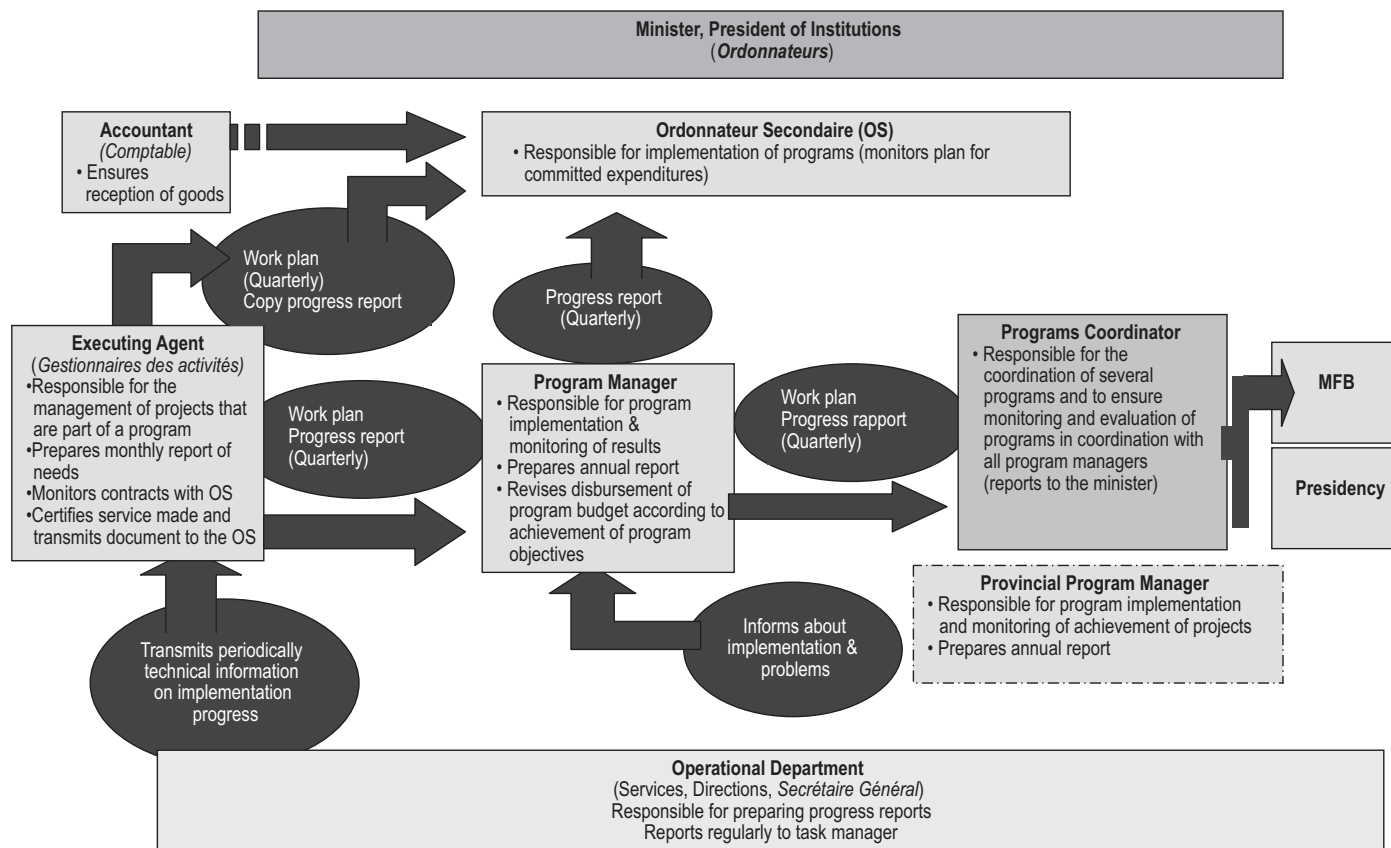 Minister, President of Institutions
(Ordonnateurs)
Accountant
(Comptable)
• Ensures
reception of goods
Ordonnateur Secondaire (OS)
• Responsible for implementation of programs (monitors plan for
committed expenditures)
Work plan
(Quarterly)
Copy progress report
Progress report
(Quarterly)
Executing Agent
(Gestionnaires des activités)
•Responsible for the
management of projects that
are part of a program
•Prepares monthly report of
needs
•Monitors contracts with OS
•Certifies service made and
transmits document to the OS
Work plan
Progress report
(Quarterly)
Program Manager
• Responsible for program
implementation &
monitoring of results
• Prepares annual report
• Revises disbursement of
program budget according to
achievement of program
objectives
Work plan
Progress rapport
(Quarterly)
Programs Coordinator
• Responsible for the
coordination of several
programs and to ensure
monitoring and evaluation of
programs in coordination with
all program managers
(reports to the minister)
MFB
Presidency
Provincial Program Manager
• Responsible for program implementation
and monitoring of achievement of projects
• Prepares annual report
Transmits periodically
technical information
on implementation
progress
Informs about
implementation &
problems
Operational Department
(Services, Directions, Secrétaire Général)
Responsible for preparing progress reports
Reports regularly to task manager